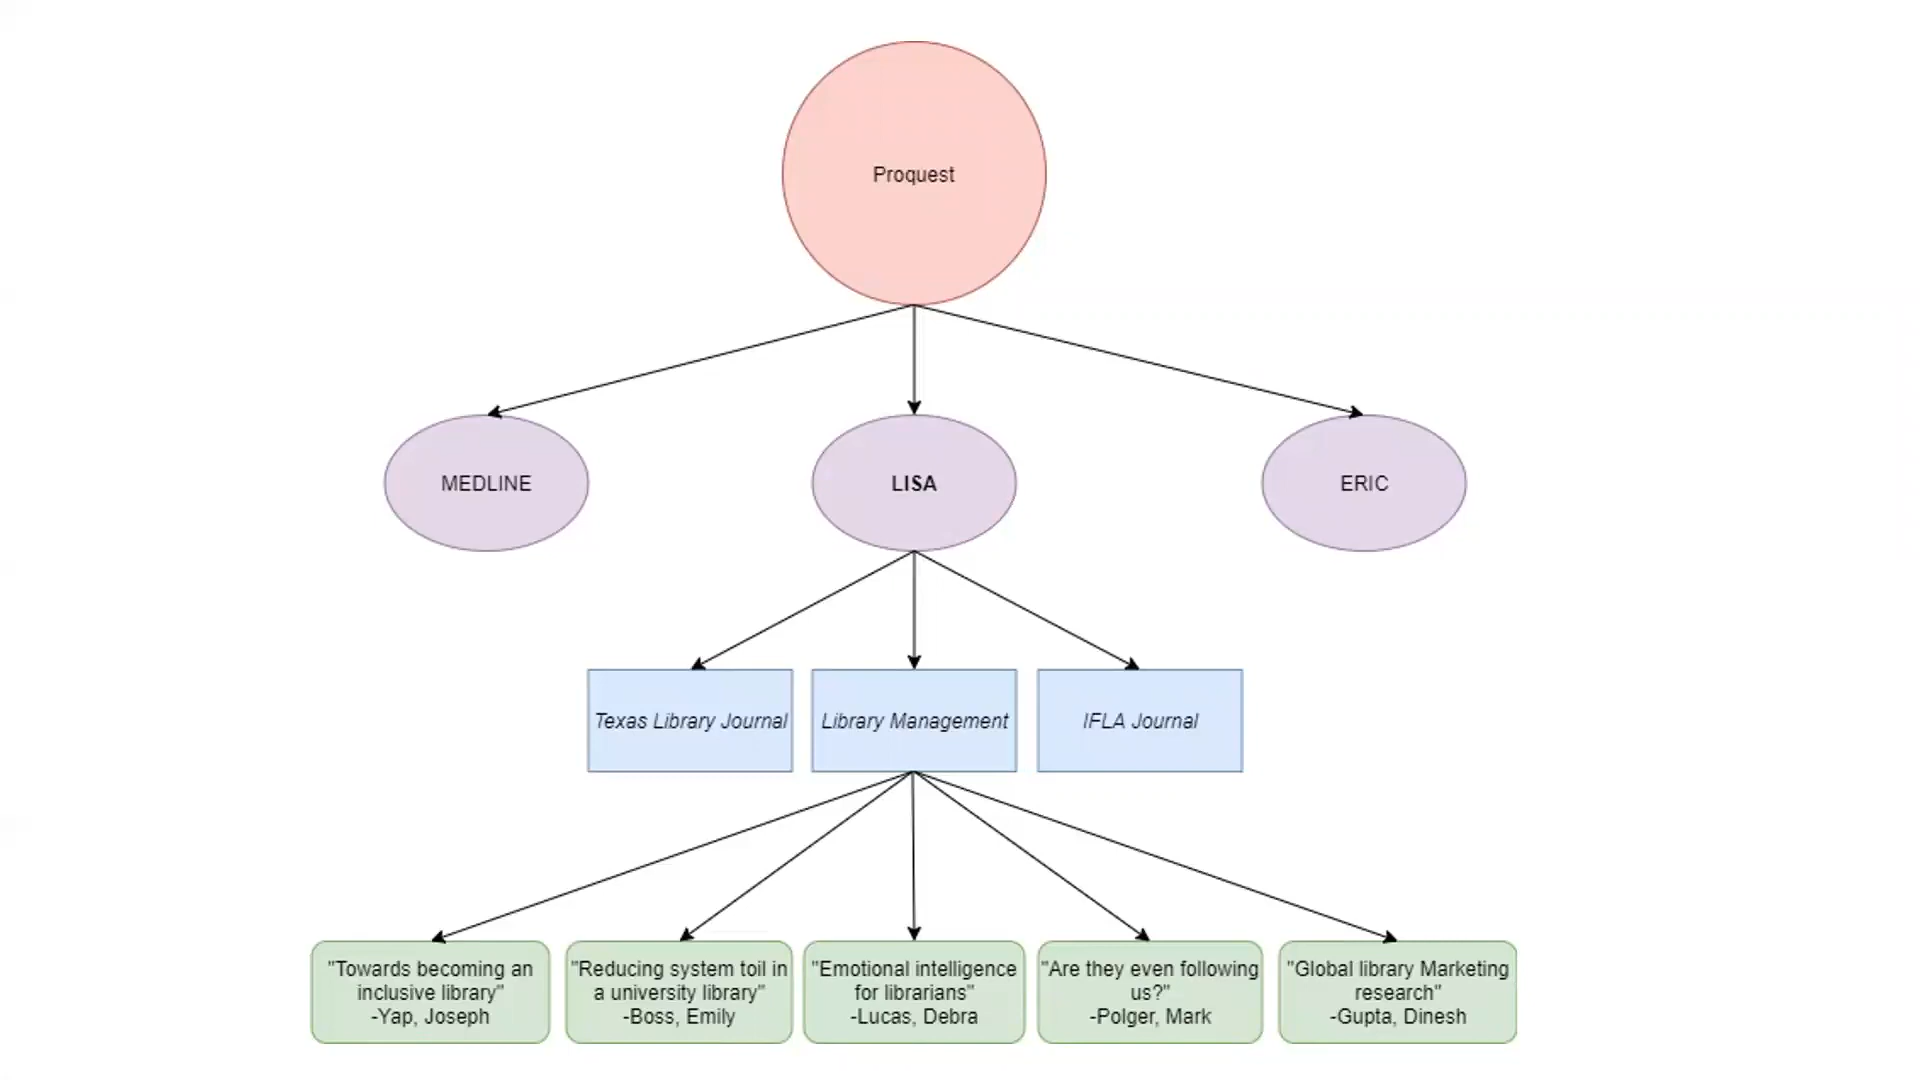 Proquest
MEDLINE
LISA
ERIC
Texas Library Journal
Library Management
IFLA Journal
"Towards becoming an
inclusive library"
-Yap, Joseph
"Reducing system toil in
a university library"
-Boss, Emily
"Emotional intelligence
for librarians"
-Lucas, Debra
"Are they even following
us?"
-Polger, Mark
"Global library Marketing
research"
-Gupta, Dinesh